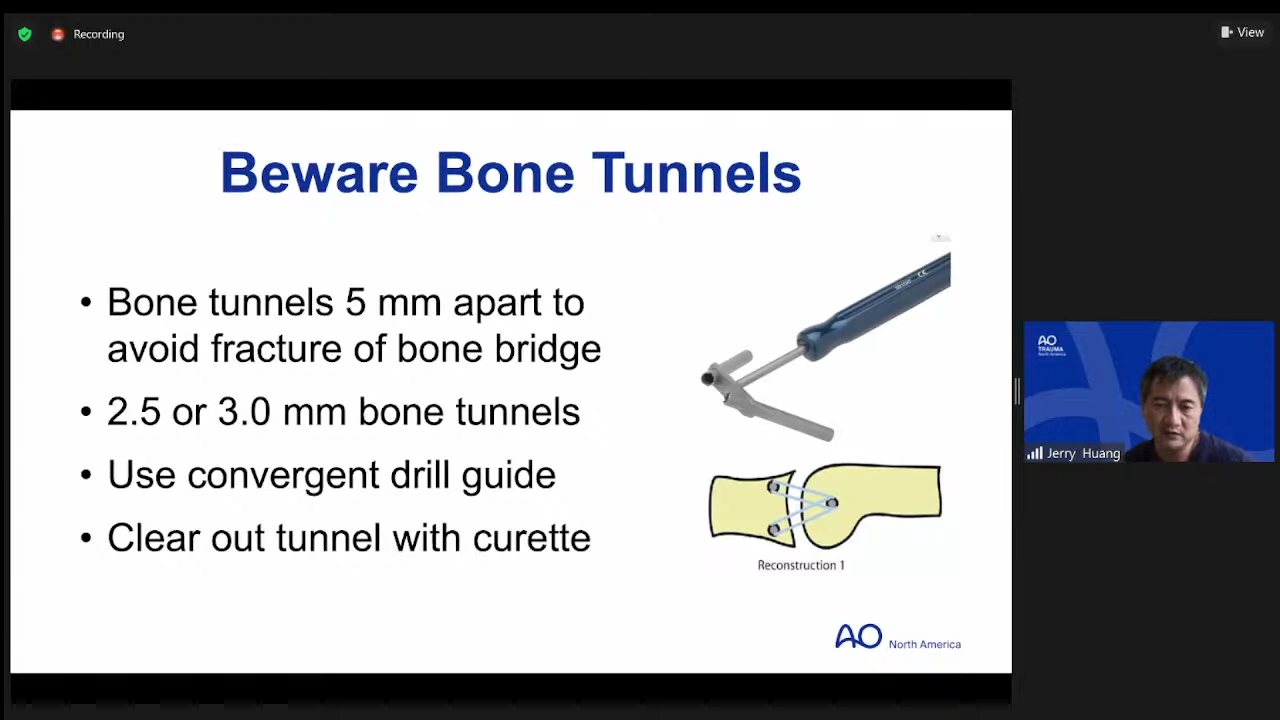 Recording
View
Beware Bone Tunnels
• Bone tunnels 5 mm apart to
avoid fracture of bone bridge
• 2.5 or 3.0 mm bone tunnels
• Use convergent drill guide
• Clear out tunnel with curette
Reconstruction 1
AO North America
AO
TRAUMA
North America
Jerry Huang